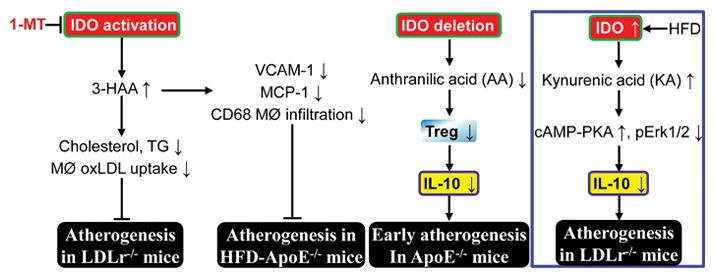 1-MT
IDO activation
3-HAA ↑
Cholesterol, TG ↓
MØ oxLDL uptake ↓
Atherogenesis
in LDLr-/- mice
VCAM-1 ↓
MCP-1 ↓
CD68 MØ infiltration ↓
Atherogenesis in
HFD-ApoE-/- mice
IDO deletion
Anthranilic acid (AA) ↓
Treg ↓
IL-10 ↓
Early atherogenesis
In ApoE-/- mice
IDO ↑
HFD
Kynurenic acid (KA) ↑
cAMP-PKA ↑, pErk1/2 ↓
IL-10 ↓
Atherogenesis
in LDLr-/- mice